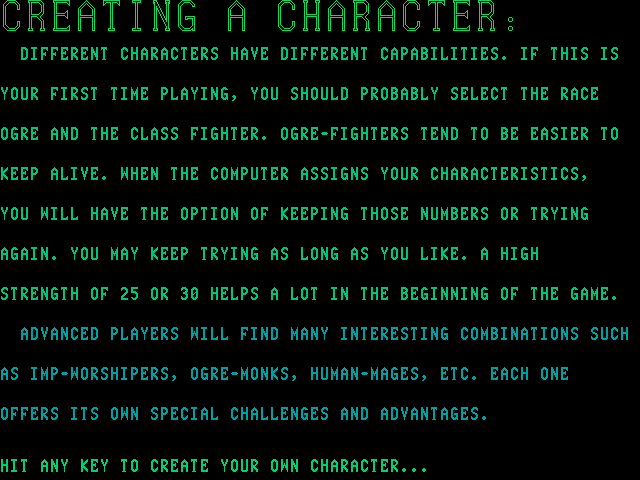 CREATING A CHARACTER:
DIFFERENT CHARACTERS HAVE DIFFERENT CAPABILITIES. IF THIS IS
YOUR FIRST TIME PLAYING, YOU SHOULD PROBABLY SELECT THE RACE
OGRE AND THE CLASS FIGHTER. OGRE-FIGHTERS TEND TO BE EASIER TO
KEEP ALIVE. WHEN THE COMPUTER ASSIGNS YOUR CHARACTERISTICS,
YOU WILL HAVE THE OPTION OF KEEPING THOSE NUMBERS OR TRYING
AGAIN. YOU MAY KEEP TRYING AS LONG AS YOU LIKE. A HIGH
STRENGTH OF 25 OR 30 HELPS A LOT IN THE BEGINNING OF THE GAME.
ADVANCED PLAYERS WILL FIND MANY INTERESTING COMBINATIONS SUCH
AS IMP-WORSHIPERS, OGRE-MONKS, HUMAN-MAGES, ETC. EACH ONE
OFFERS ITS OWN SPECIAL CHALLENGES AND ADVANTAGES.
HIT ANY KEY TO CREATE YOUR OWN CHARACTER...